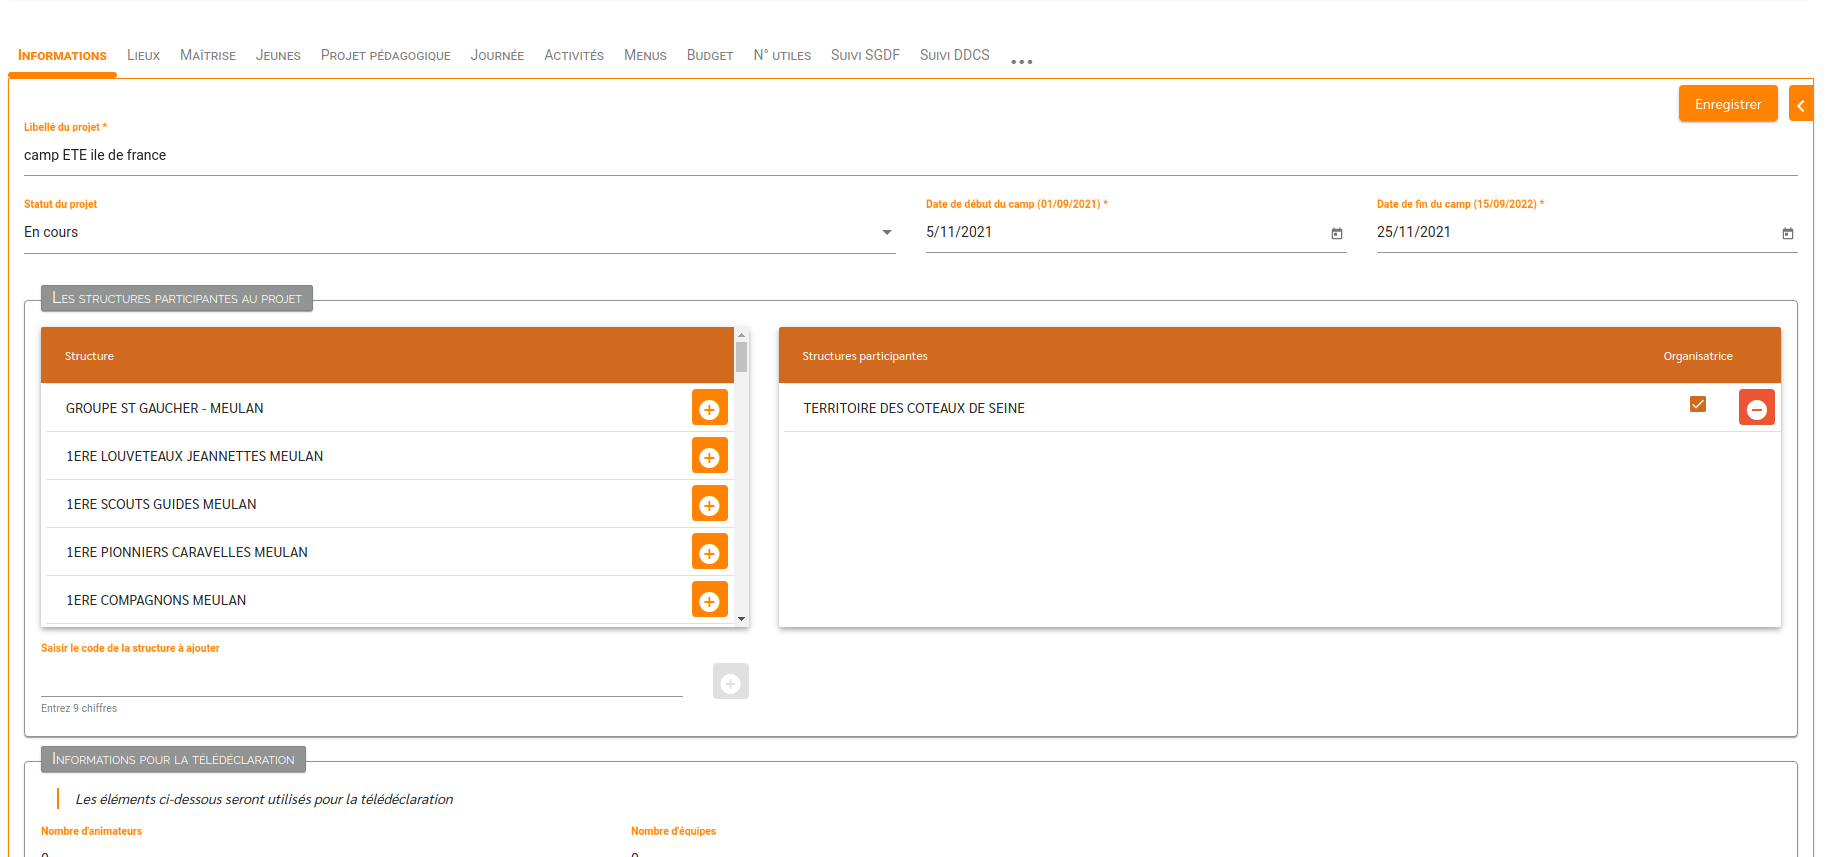 Informations Lieux Maîtrise Jeunes Projet pédagogique Journée Activités Menus Budget N° utiles Suivi SGDF Suivi DDCS ...
Enregistrer
Libellé du projet *
camp ETE ile de france
Statut du projet Date de début du camp (01/09/2021) * Date de fin du camp (15/09/2022) *
En cours 5/11/2021 25/11/2021
Les structures participantes au projet
Structure Structures participantes Organisatrice
GROUPE ST GAUCHER - MEULAN TERRITOIRE DES COTEAUX DE SEINE
1ERE LOUVETEAUX JEANNETTES MEULAN
1ERE SCOUTS GUIDES MEULAN
1ERE PIONNIERS CARAVELLES MEULAN
1ERE COMPAGNONS MEULAN
Saisir le code de la structure à ajouter
Entrez 9 chiffres
Informations pour la télédéclaration
Les éléments ci-dessous seront utilisés pour la télédéclaration
Nombre d'animateurs Nombre d'équipes